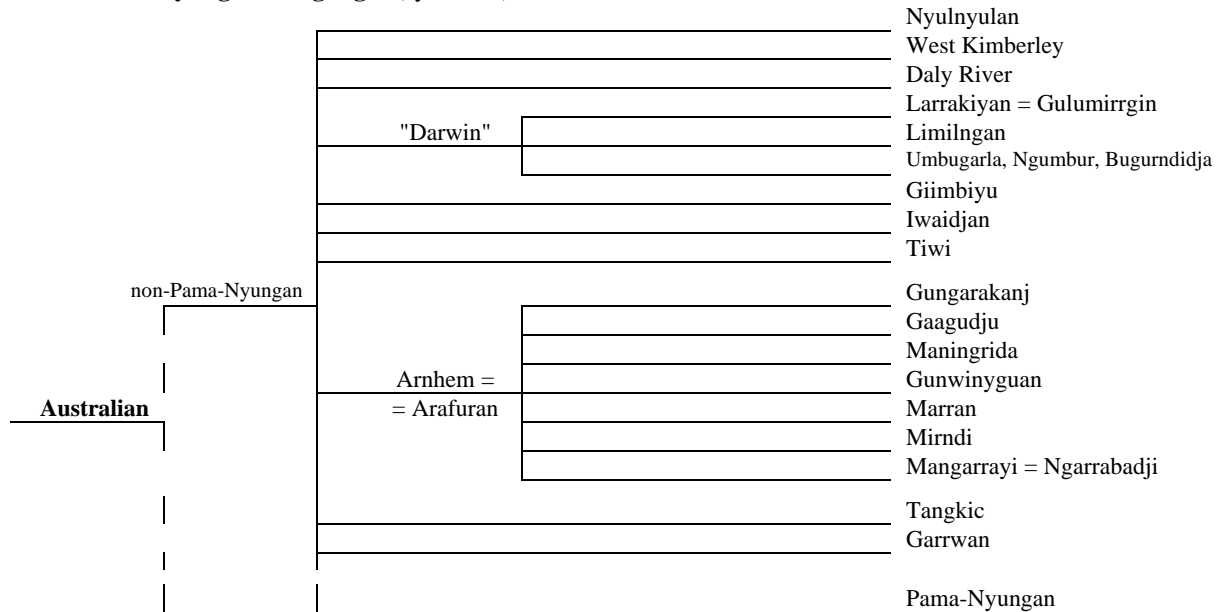 Nyulnyulan
West Kimberley
Daly River
Larrakiyan = Gulumirrgin
"Darwin"
Limilngan
Umbugarla, Ngumbur, Bugurndidja
Giimbiyu
Iwaidjan
Tiwi
non-Pama-Nyungan
Gungarakanj
Gaagudju
Maningrida
Arnhem =
Gunwinyguan
Australian
= Arafuran
Marran
Mirndi
Mangarrayi = Ngarrabadji
Tangkic
Garrwan
Pama-Nyungan